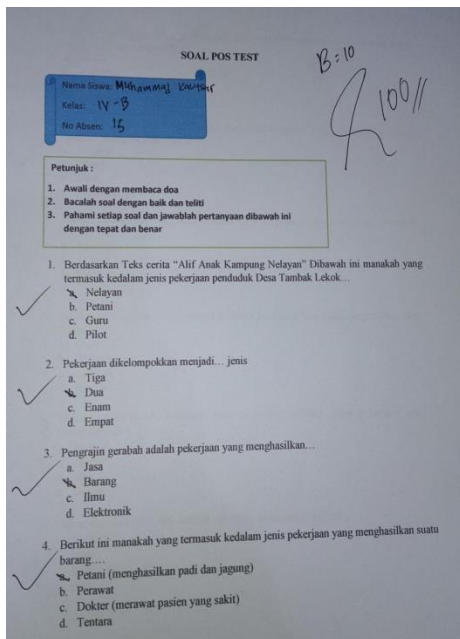 SOAL POS TEST
B = 10
100//
Nama Siswa: Muhammad Kautsar
Kelas: IV - B
No Absen: 15
Petunjuk :
1. Awali dengan membaca doa
2. Bacalah soal dengan baik dan teliti
3. Pahami setiap soal dan jawablah pertanyaan dibawah ini
dengan tepat dan benar
1. Berdasarkan Teks cerita "Alif Anak Kampung Nelayan" Dibawah ini manakah yang
termasuk kedalam jenis pekerjaan penduduk Desa Tambak Lekok...
a. Nelayan
b. Petani
c. Guru
d. Pilot
2. Pekerjaan dikelompokkan menjadi... jenis
a. Tiga
b. Dua
c. Enam
d. Empat
3. Pengrajin gerabah adalah pekerjaan yang menghasilkan...
a. Jasa
b. Barang
c. Ilmu
d. Elektronik
4. Berikut ini manakah yang termasuk kedalam jenis pekerjaan yang menghasilkan suatu
barang....
a. Petani (menghasilkan padi dan jagung)
b. Perawat
c. Dokter (merawat pasien yang sakit)
d. Tentara